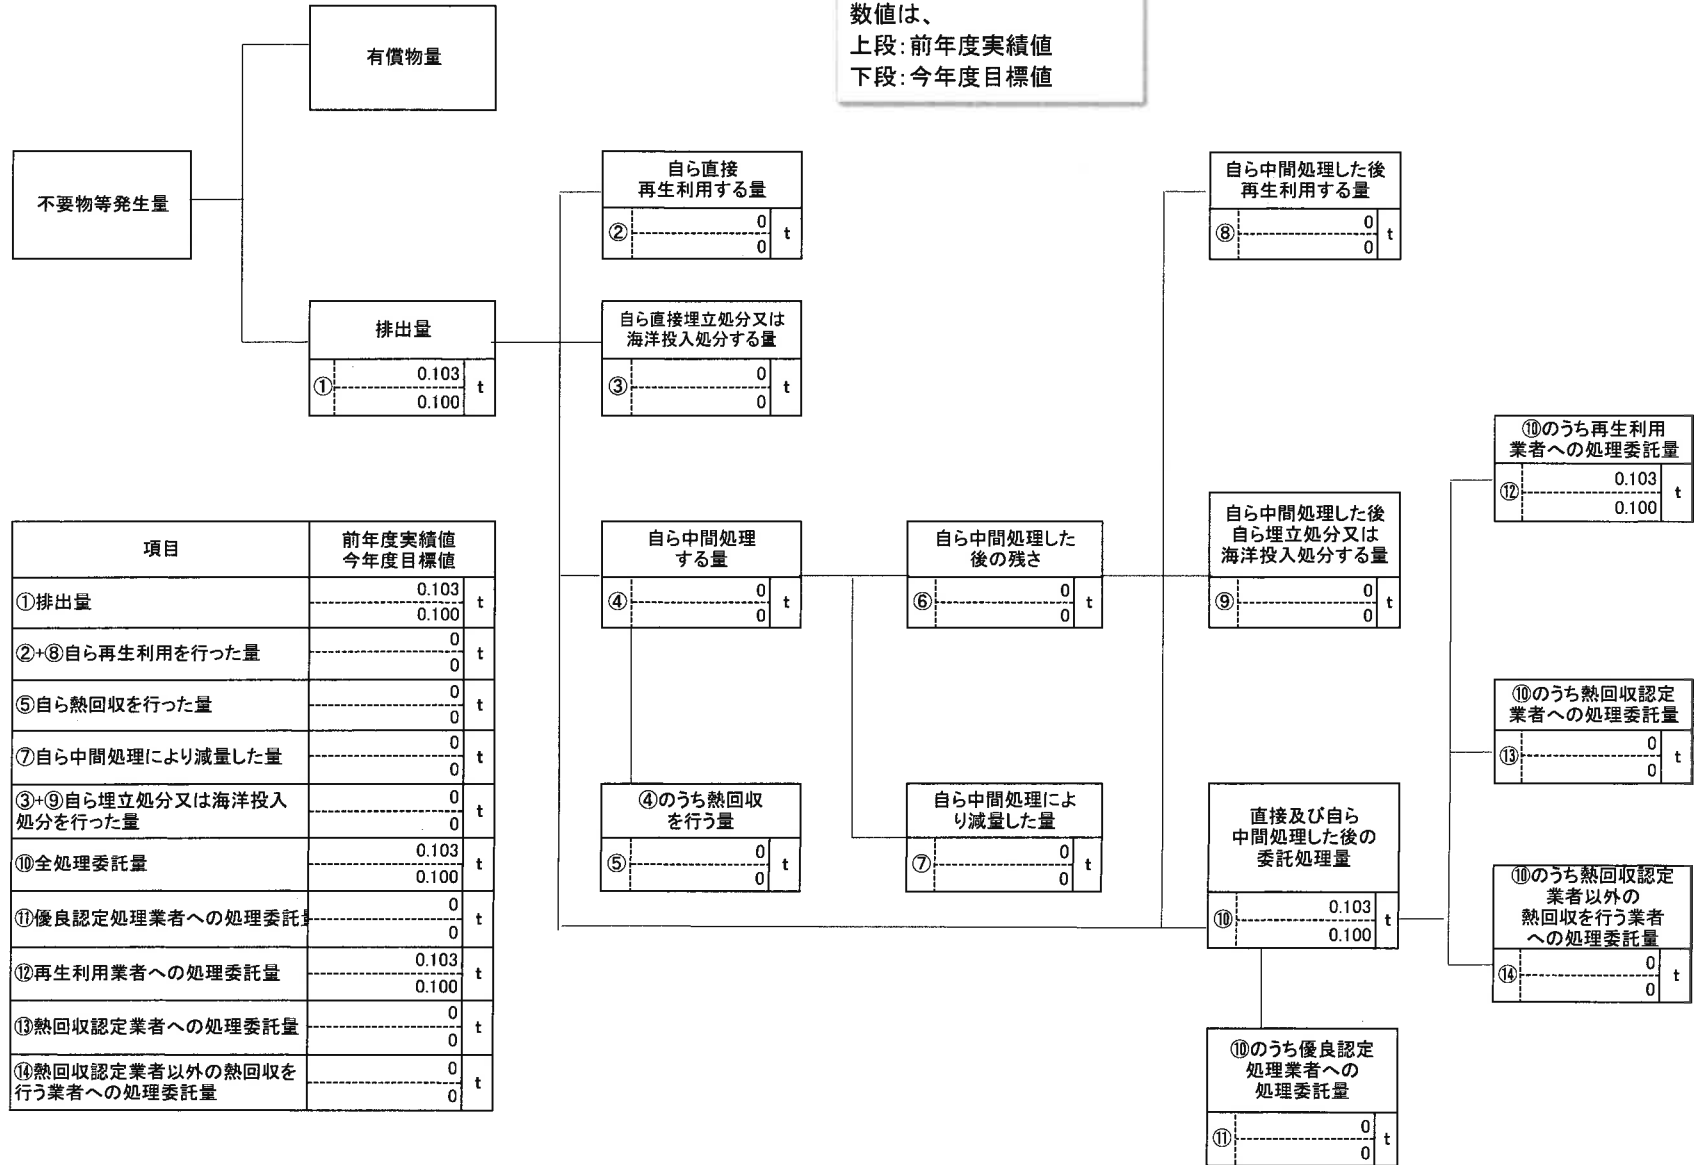 数値は、
上段：前年度実績値
下段：今年度目標値
有償物量
不要物等発生量
排出量
①
0.103
0.100
t
自ら直接
再生利用する量
②
0
0
t
自ら直接埋立処分又は
海洋投入処分する量
③
0
0
t
自ら中間処理した後
再生利用する量
⑧
0
0
t
⑩のうち再生利用
業者への処理委託量
⑫
0.103
0.100
t
自ら中間処理
する量
④
0
0
t
自ら中間処理した
後の残さ
⑥
0
0
t
自ら中間処理した後
自ら埋立処分又は
海洋投入処分する量
⑨
0
0
t
⑩のうち熱回収認定
業者への処理委託量
⑬
0
0
t
④のうち熱回収
を行う量
⑤
0
0
t
自ら中間処理によ
り減量した量
⑦
0
0
t
直接及び自ら
中間処理した後の
委託処理量
⑩
0.103
0.100
t
⑩のうち熱回収認定
業者以外の
熱回収を行う業者
への処理委託量
⑭
0
0
t
⑩のうち優良認定
処理業者への
処理委託量
⑪
0
0
t
項目
前年度実績値
今年度目標値
①排出量
0.103
0.100
t
②+⑧自ら再生利用を行った量
0
0
t
⑤自ら熱回収を行った量
0
0
t
⑦自ら中間処理により減量した量
0
0
t
③+⑨自ら埋立処分又は海洋投入
処分を行った量
0
0
t
⑩全処理委託量
0.103
0.100
t
⑪優良認定処理業者への処理委託
0
0
t
⑫再生利用業者への処理委託量
0.103
0.100
t
⑬熱回収認定業者への処理委託量
0
0
t
⑭熱回収認定業者以外の熱回収を
行う業者への処理委託量
0
0
t